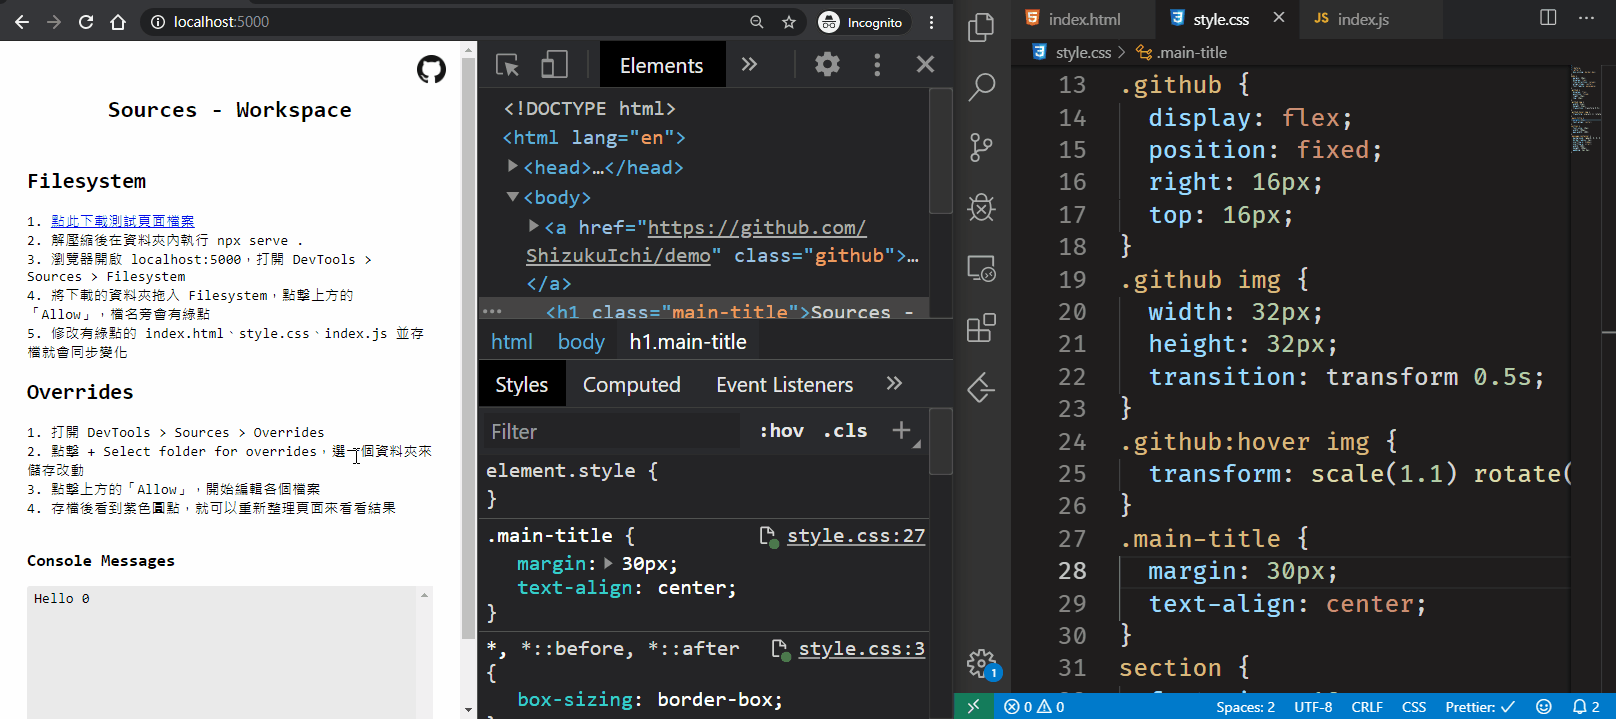 localhost:5000
Incognito
Sources - Workspace
Filesystem
1. 點此下載測試頁面檔案
2. 解壓縮後在資料夾內執行 npx serve .
3. 瀏覽器開啟 localhost:5000，打開 DevTools >
Sources > Filesystem
4. 將下載的資料夾拖入 Filesystem，點擊上方的
「Allow」，檔名旁會有綠點
5. 修改有綠點的 index.html、style.css、index.js 並存
檔就會同步變化
Overrides
1. 打開 DevTools > Sources > Overrides
2. 點擊 + Select folder for overrides，選一個資料夾來
儲存改動
3. 點擊上方的「Allow」，開始編輯各個檔案
4. 存檔後看到紫色圓點，就可以重新整理頁面來看看結果
Console Messages
Hello 0
Elements
<!DOCTYPE html>
<html lang="en">
<head>…</head>
<body>
<a href="https://github.com/
ShizukuIchi/demo" class="github">…
</a>
<h1 class="main-title">Sources -
html body h1.main-title
Styles Computed Event Listeners
Filter :hov .cls
element.style {
}
.main-title { style.css:27
margin: 30px;
text-align: center;
}
*, *::before, *::after style.css:3
{
box-sizing: border-box;
index.html style.css index.js
style.css > .main-title
13 .github {
14 display: flex;
15 position: fixed;
16 right: 16px;
17 top: 16px;
18 }
19 .github img {
20 width: 32px;
21 height: 32px;
22 transition: transform 0.5s;
23 }
24 .github:hover img {
25 transform: scale(1.1) rotate(
26 }
27 .main-title {
28 margin: 30px;
29 text-align: center;
30 }
31 section {
1
0 0 Spaces: 2 UTF-8 CRLF CSS Prettier: ✓ 2